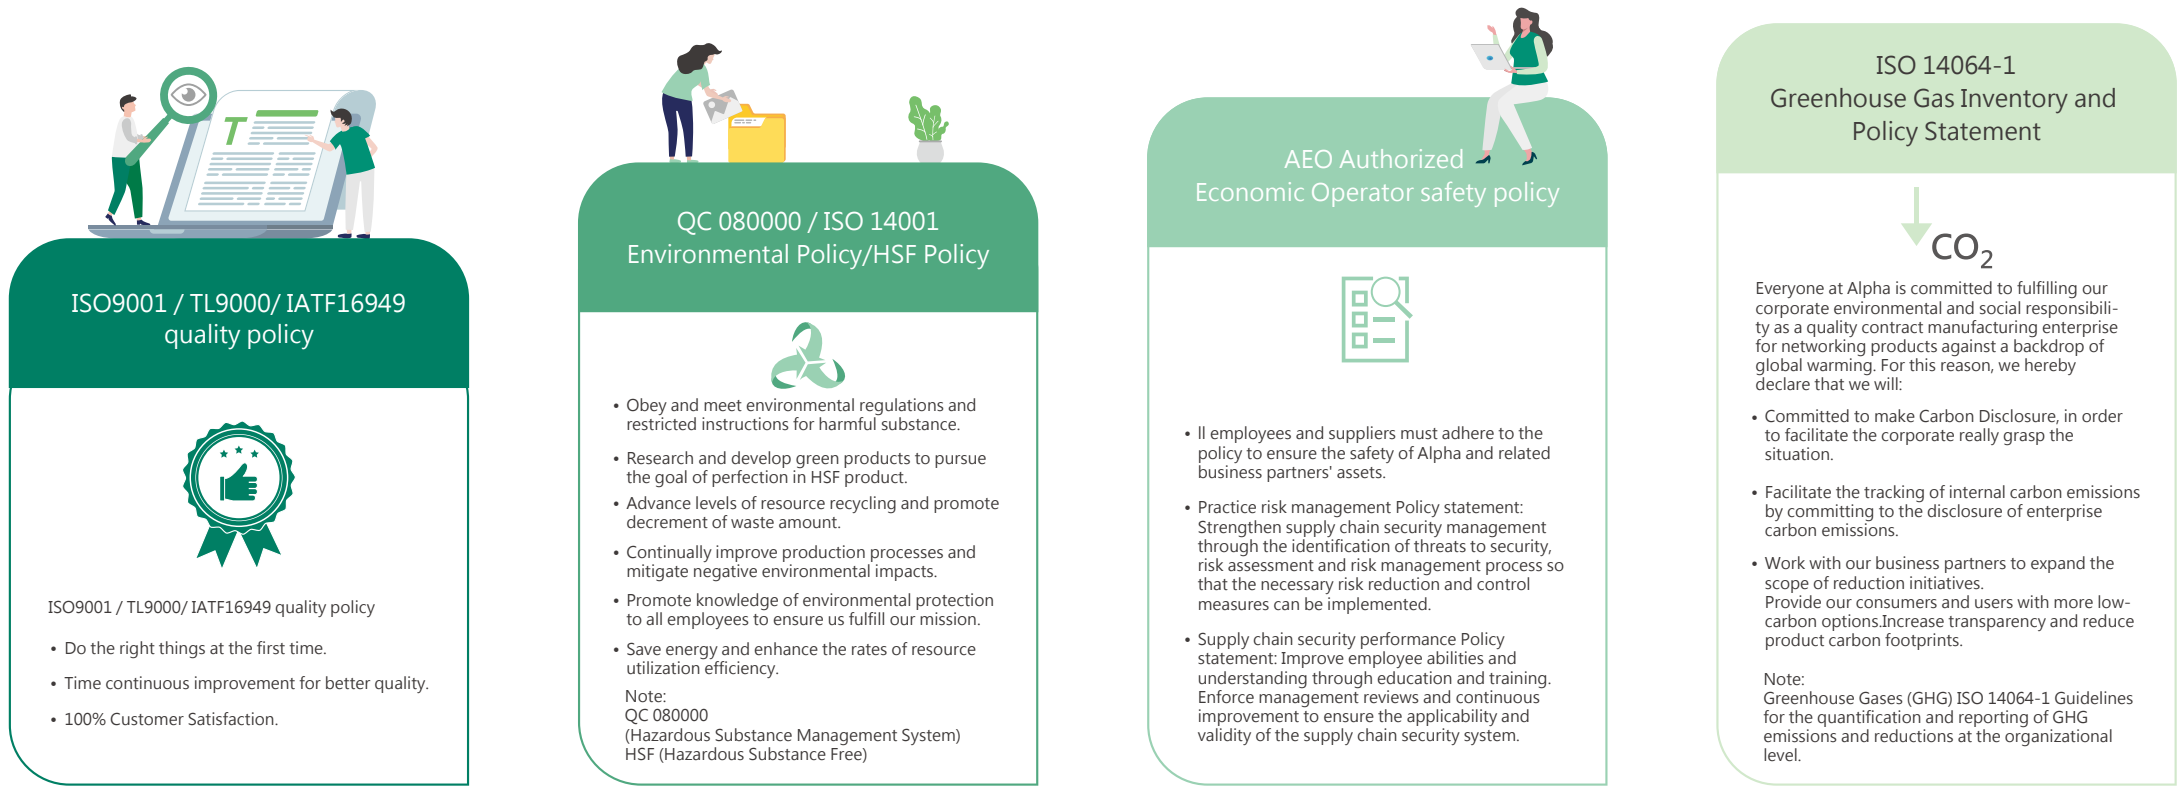 ISO9001 / TL9000/ IATF16949
quality policy
ISO9001 / TL9000/ IATF16949 quality policy
• Do the right things at the first time.
• Time continuous improvement for better quality.
• 100% Customer Satisfaction.
QC 080000 / ISO 14001
Environmental Policy/HSF Policy
• Obey and meet environmental regulations and
restricted instructions for harmful substance.
• Research and develop green products to pursue
the goal of perfection in HSF product.
• Advance levels of resource recycling and promote
decrement of waste amount.
• Continually improve production processes and
mitigate negative environmental impacts.
• Promote knowledge of environmental protection
to all employees to ensure us fulfill our mission.
• Save energy and enhance the rates of resource
utilization efficiency.
Note:
QC 080000
(Hazardous Substance Management System)
HSF (Hazardous Substance Free)
AEO Authorized
Economic Operator safety policy
• ll employees and suppliers must adhere to the
policy to ensure the safety of Alpha and related
business partners' assets.
• Practice risk management Policy statement:
Strengthen supply chain security management
through the identification of threats to security,
risk assessment and risk management process so
that the necessary risk reduction and control
measures can be implemented.
• Supply chain security performance Policy
statement: Improve employee abilities and
understanding through education and training.
Enforce management reviews and continuous
improvement to ensure the applicability and
validity of the supply chain security system.
ISO 14064-1
Greenhouse Gas Inventory and
Policy Statement
CO2
Everyone at Alpha is committed to fulfilling our
corporate environmental and social responsibili-
ty as a quality contract manufacturing enterprise
for networking products against a backdrop of
global warming. For this reason, we hereby
declare that we will:
• Committed to make Carbon Disclosure, in order
to facilitate the corporate really grasp the
situation.
• Facilitate the tracking of internal carbon emissions
by committing to the disclosure of enterprise
carbon emissions.
• Work with our business partners to expand the
scope of reduction initiatives.
Provide our consumers and users with more low-
carbon options.Increase transparency and reduce
product carbon footprints.
Note:
Greenhouse Gases (GHG) ISO 14064-1 Guidelines
for the quantification and reporting of GHG
emissions and reductions at the organizational
level.
T